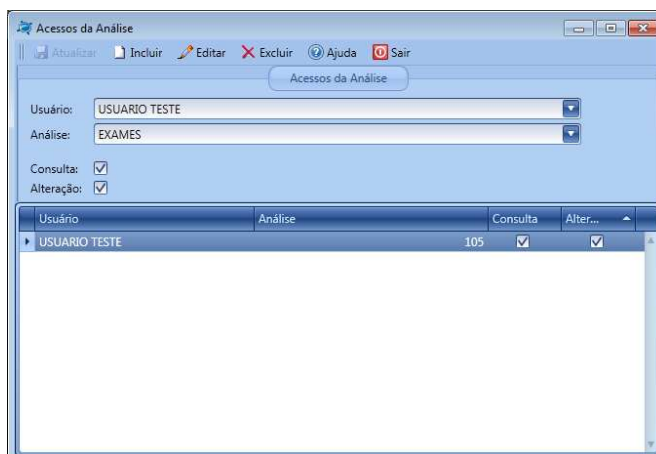 Acessos da Análise
Atualizar Incluir Editar Excluir Ajuda Sair
Acessos da Análise
Usuário: USUARIO TESTE
Análise: EXAMES
Consulta:
Alteração:
Usuário Análise Consulta Alter...
USUARIO TESTE 105